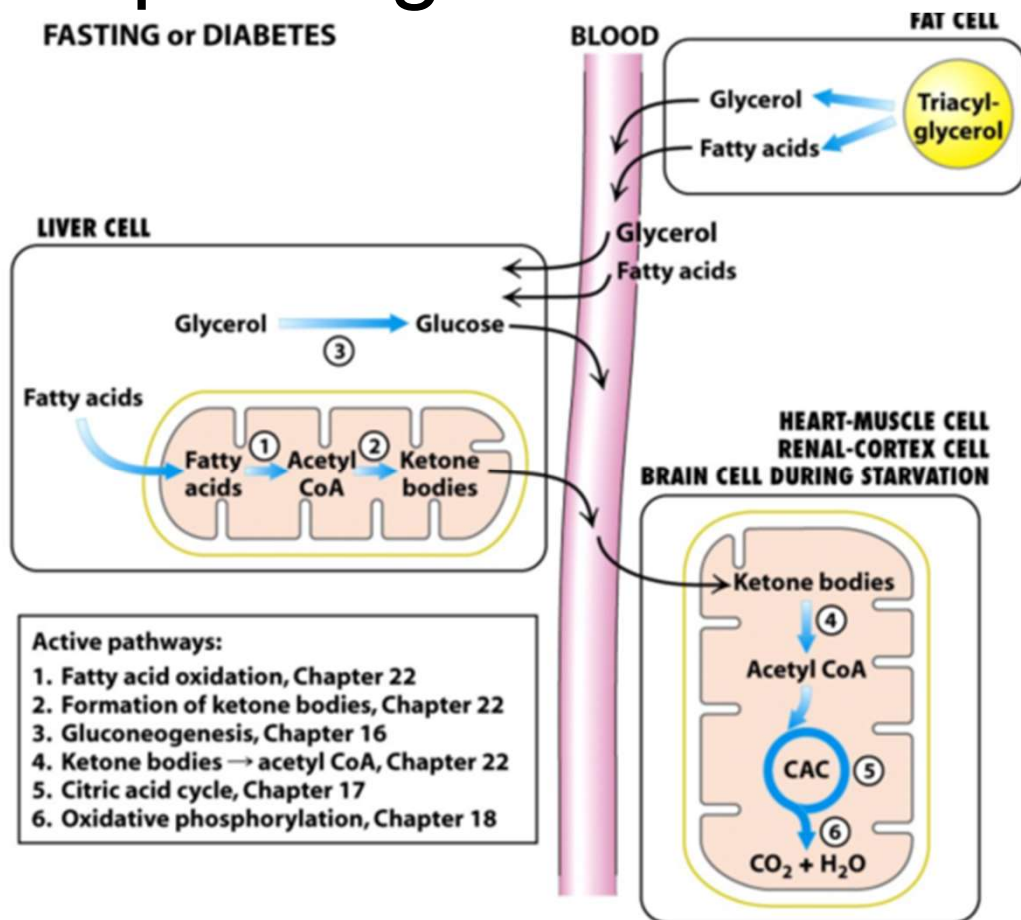 FASTING or DIABETES
BLOOD
FAT CELL
Glycerol
Fatty acids
Triacyl-
glycerol
Glycerol
Fatty acids
LIVER CELL
Glycerol
Glucose
3
Fatty acids
1
2
Fatty
acids
Acetyl
CoA
Ketone
bodies
HEART-MUSCLE CELL
RENAL-CORTEX CELL
BRAIN CELL DURING STARVATION
Ketone bodies
4
Acetyl CoA
CAC
5
6
CO₂ + H₂O
Active pathways:
1. Fatty acid oxidation, Chapter 22
2. Formation of ketone bodies, Chapter 22
3. Gluconeogenesis, Chapter 16
4. Ketone bodies → acetyl CoA, Chapter 22
5. Citric acid cycle, Chapter 17
6. Oxidative phosphorylation, Chapter 18